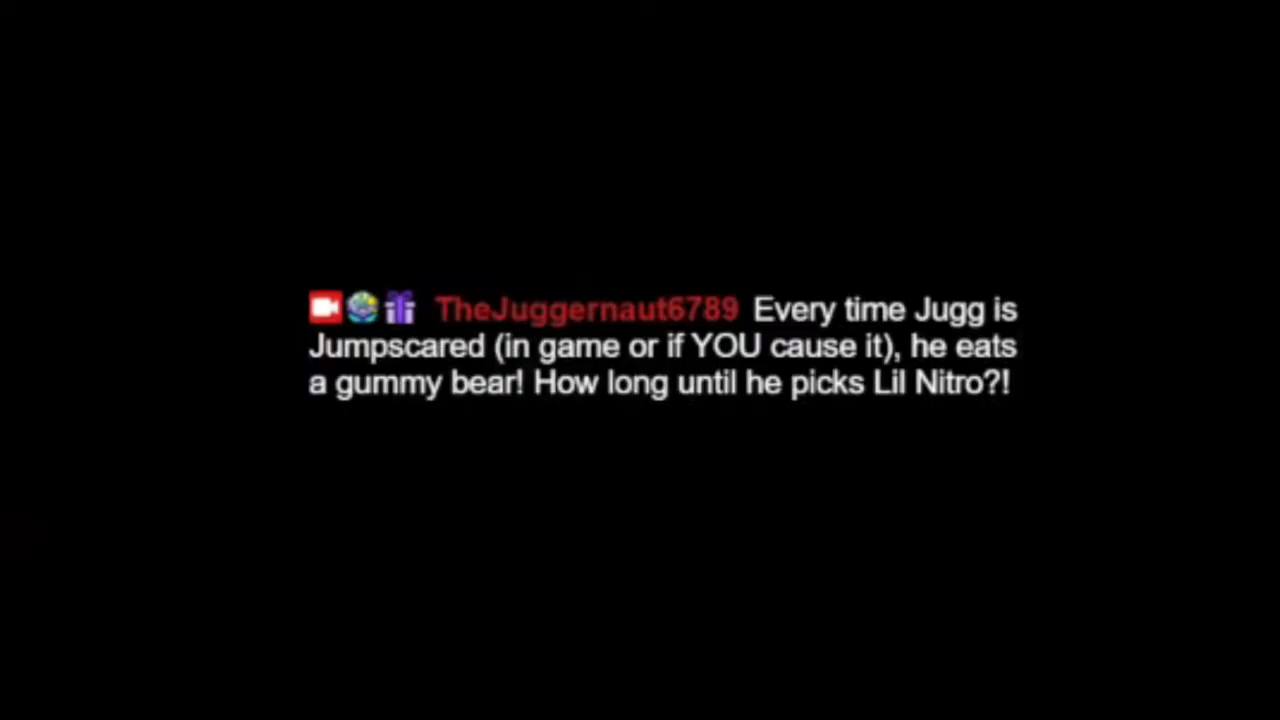 TheJuggernaut6789 Every time Jugg is
Jumpscared (in game or if YOU cause it), he eats
a gummy bear! How long until he picks Lil Nitro?!